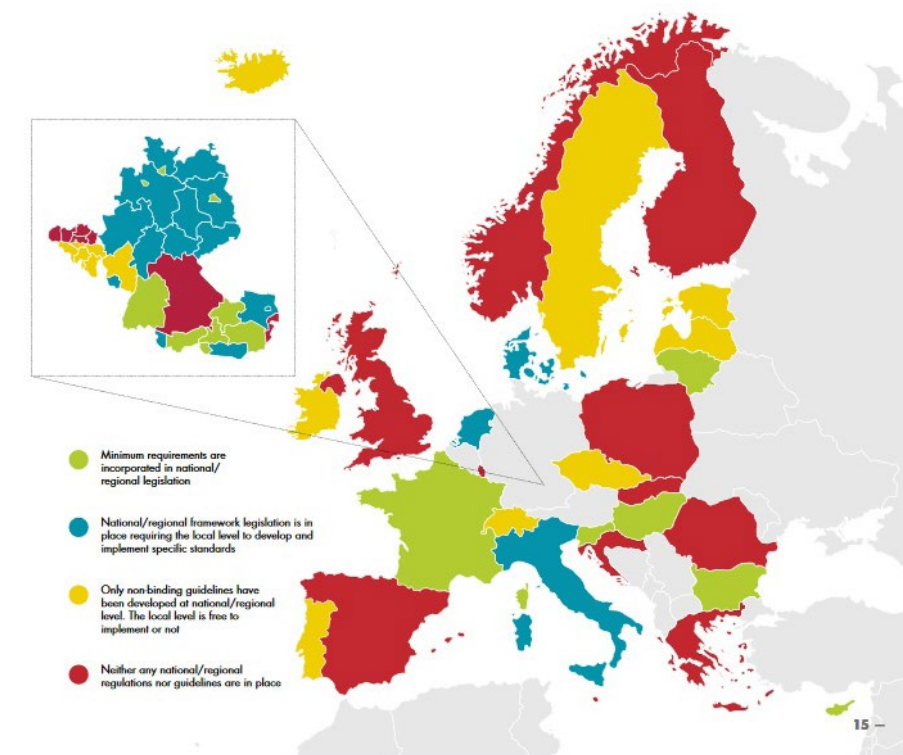 Minimum requirements are
incorporated in national/
regional legislation
National/regional framework legislation is in
place requiring the local level to develop and
implement specific standards
Only non-binding guidelines have
been developed at national/regional
level. The local level is free to
implement or not
Neither any national/regional
regulations nor guidelines are in place
15 –